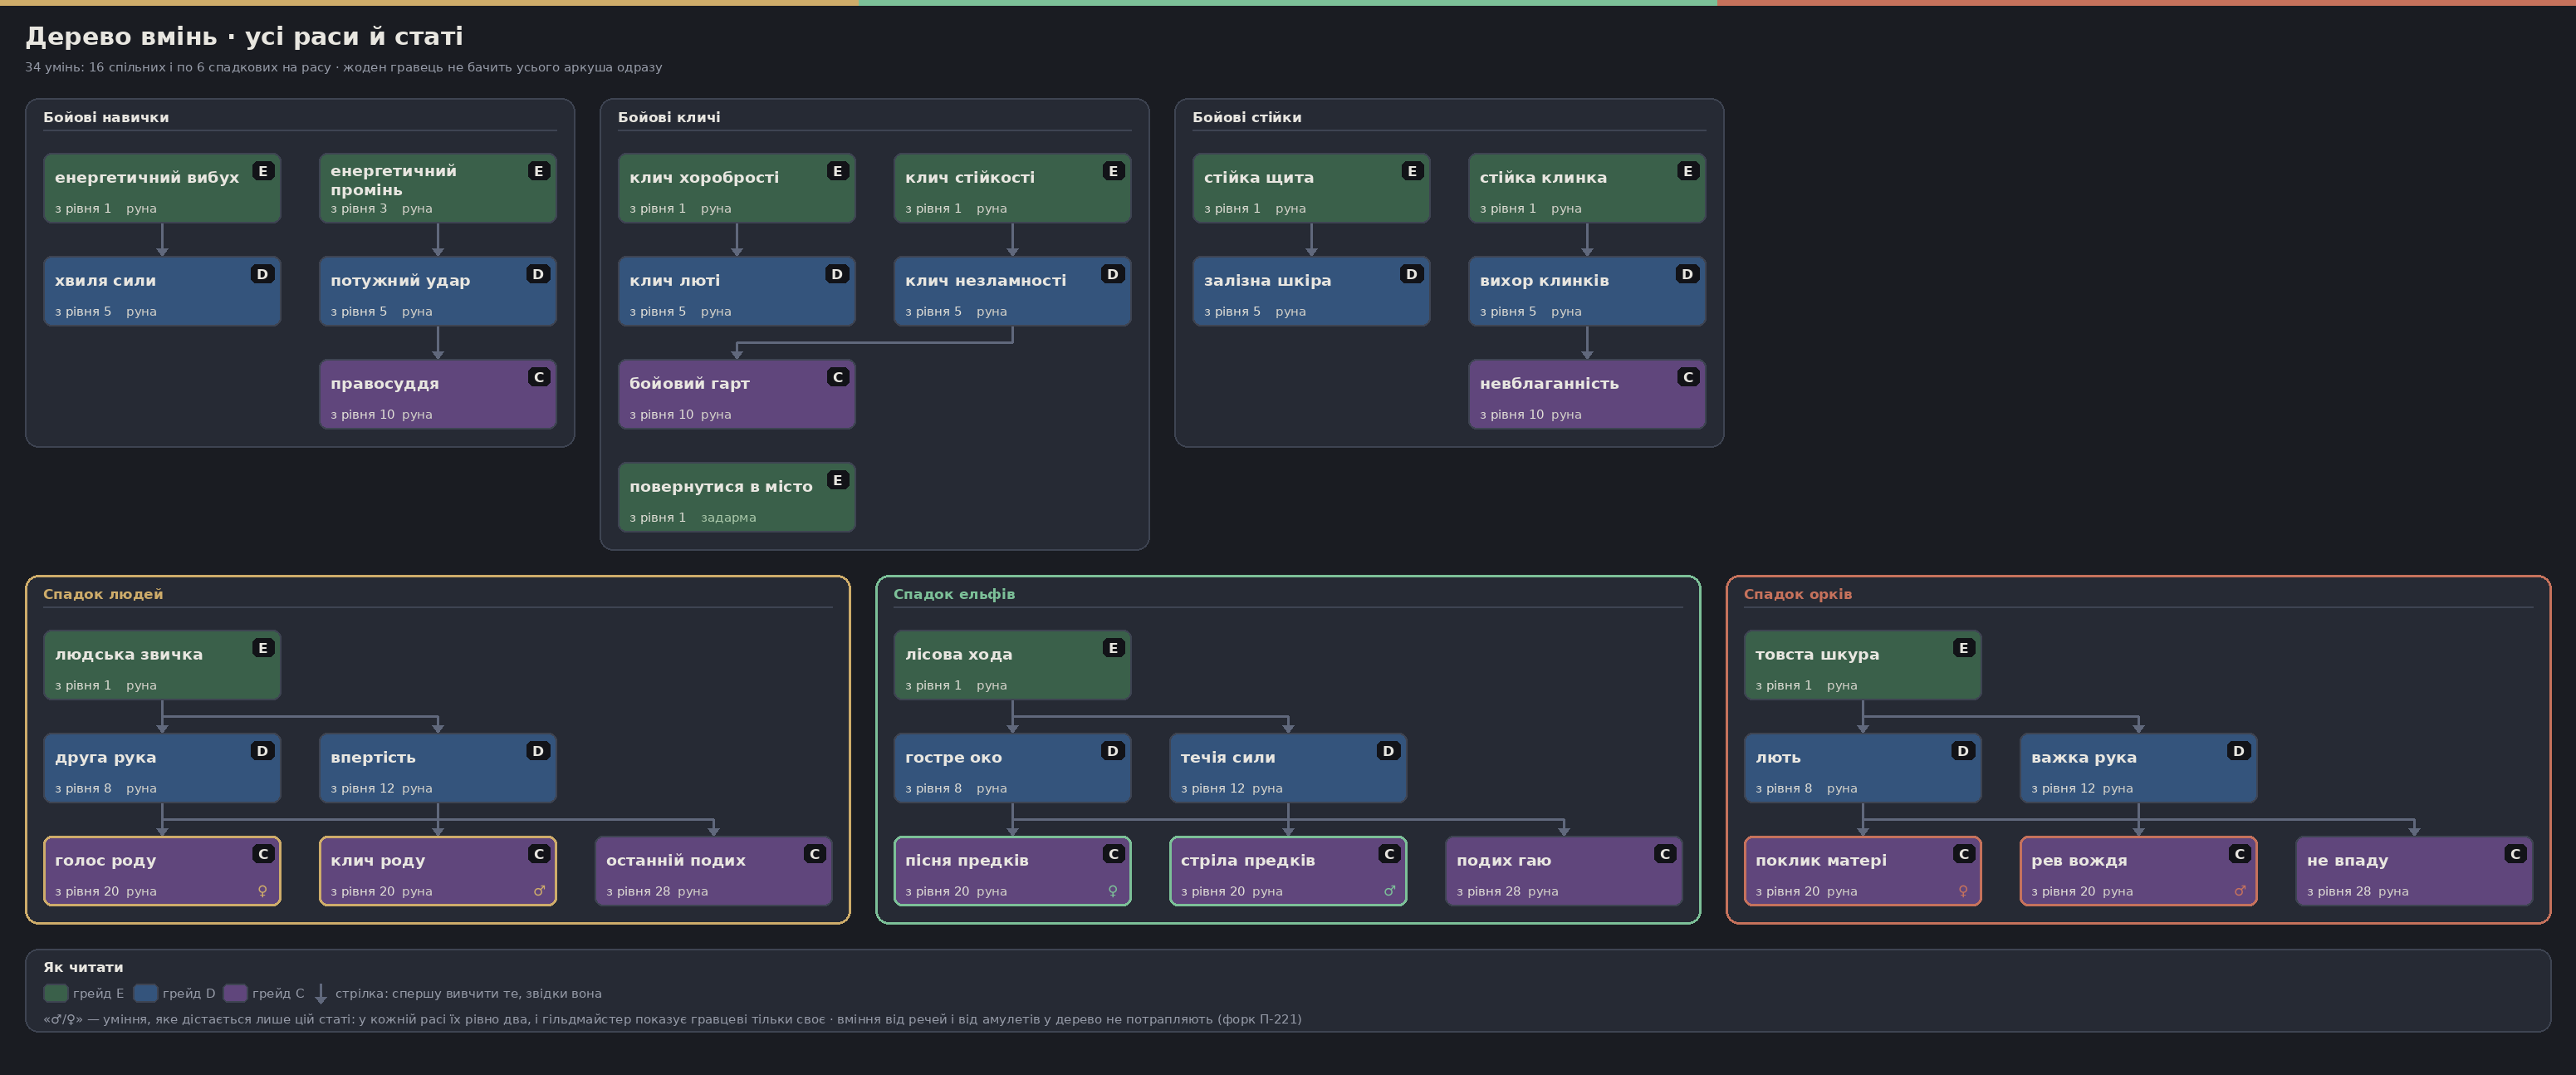 Дерево вмінь · усі раси й статі
34 умінь: 16 спільних і по 6 спадкових на расу · жоден гравець не бачить усього аркуша одразу
Бойові навички
енергетичний вибух E
з рівня 1 руна
енергетичний промінь E
з рівня 3 руна
хвиля сили D
з рівня 5 руна
потужний удар D
з рівня 5 руна
правосуддя C
з рівня 10 руна
Бойові кличі
клич хоробрості E
з рівня 1 руна
клич стійкості E
з рівня 1 руна
клич люті D
з рівня 5 руна
клич незламності D
з рівня 5 руна
бойовий гарт C
з рівня 10 руна
повернутися в місто E
з рівня 1 задарма
Бойові стійки
стійка щита E
з рівня 1 руна
стійка клинка E
з рівня 1 руна
залізна шкіра D
з рівня 5 руна
вихор клинків D
з рівня 5 руна
невблаганність C
з рівня 10 руна
Спадок людей
людська звичка E
з рівня 1 руна
друга рука D
з рівня 8 руна
впертість D
з рівня 12 руна
голос роду C
з рівня 20 руна ♀
клич роду C
з рівня 20 руна ♂
останній подих C
з рівня 28 руна
Спадок ельфів
лісова хода E
з рівня 1 руна
гостре око D
з рівня 8 руна
течія сили D
з рівня 12 руна
пісня предків C
з рівня 20 руна ♀
стріла предків C
з рівня 20 руна ♂
подих гаю C
з рівня 28 руна
Спадок орків
товста шкура E
з рівня 1 руна
лють D
з рівня 8 руна
важка рука D
з рівня 12 руна
поклик матері C
з рівня 20 руна ♀
рев вождя C
з рівня 20 руна ♂
не впаду C
з рівня 28 руна
Як читати
грейд E грейд D грейд C стрілка: спершу вивчити те, звідки вона
«♂/♀» — уміння, яке дістається лише цій статі: у кожній расі їх рівно два, і гільдмайстер показує гравцеві тільки своє · вміння від речей і від амулетів у дерево не потрапляють (форк П-221)